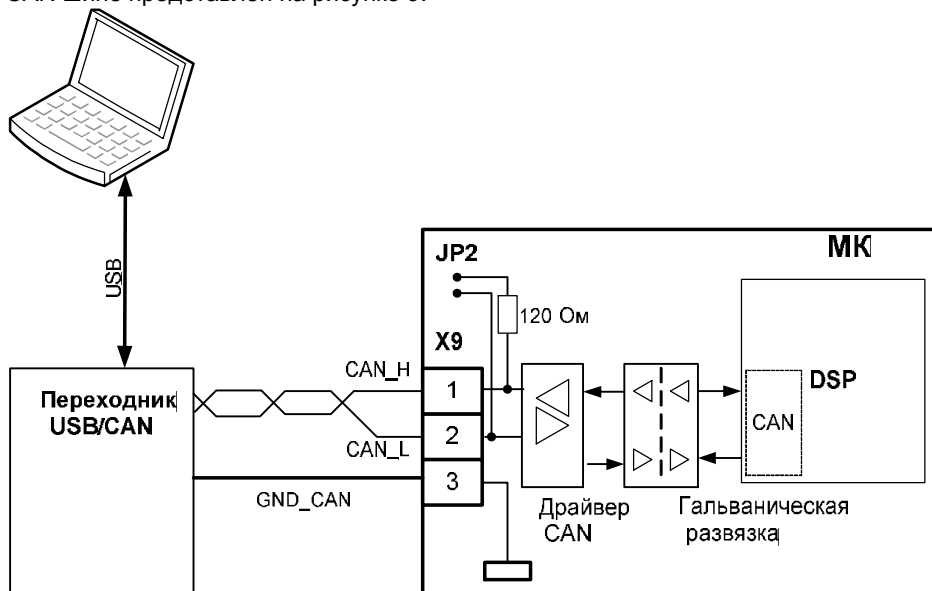 USB
МК
JP2
120 Ом
X9
CAN_H
1
DSP
Переходник
USB/CAN
CAN
2
CAN_L
3
GND_CAN
Драйвер
CAN
Гальваническая
развязка